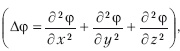 (Δφ = ∂²φ/∂x² + ∂²φ/∂y² + ∂²φ/∂z²),